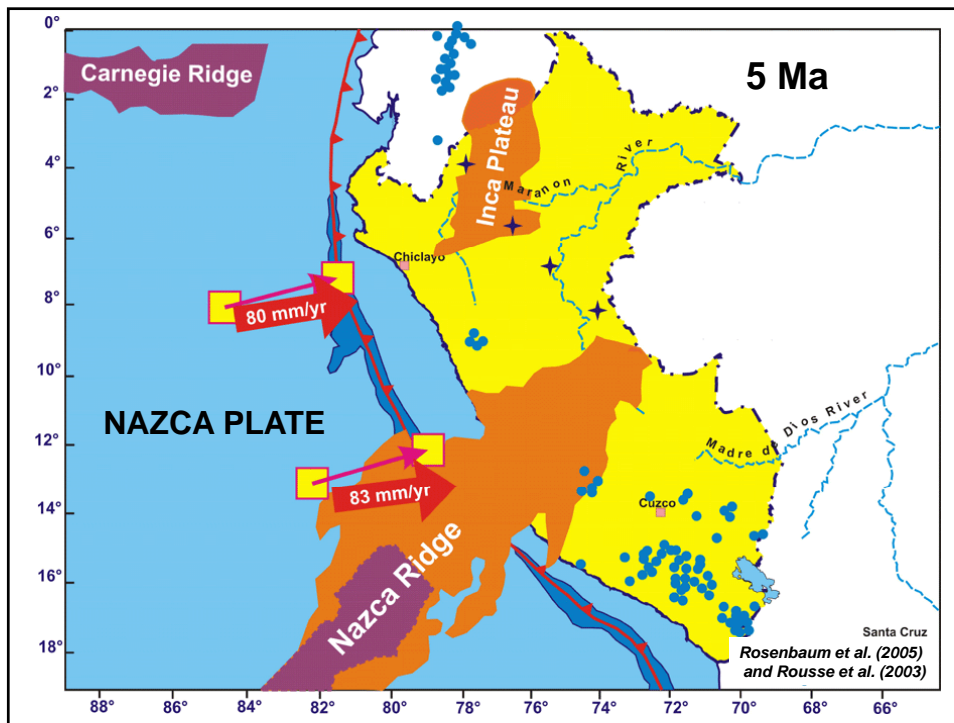 0°
2°
4°
6°
8°
10°
12°
14°
16°
18°
Carnegie Ridge
5 Ma
Inca Plateau
Maranon River
Chiclayo
80 mm/yr
NAZCA PLATE
83 mm/yr
Nazca Ridge
Madre de Dìos River
Cuzco
Santa Cruz
Rosenbaum et al. (2005)
and Rousse et al. (2003)
88° 86° 84° 82° 80° 78° 76° 74° 72° 70° 68° 66°